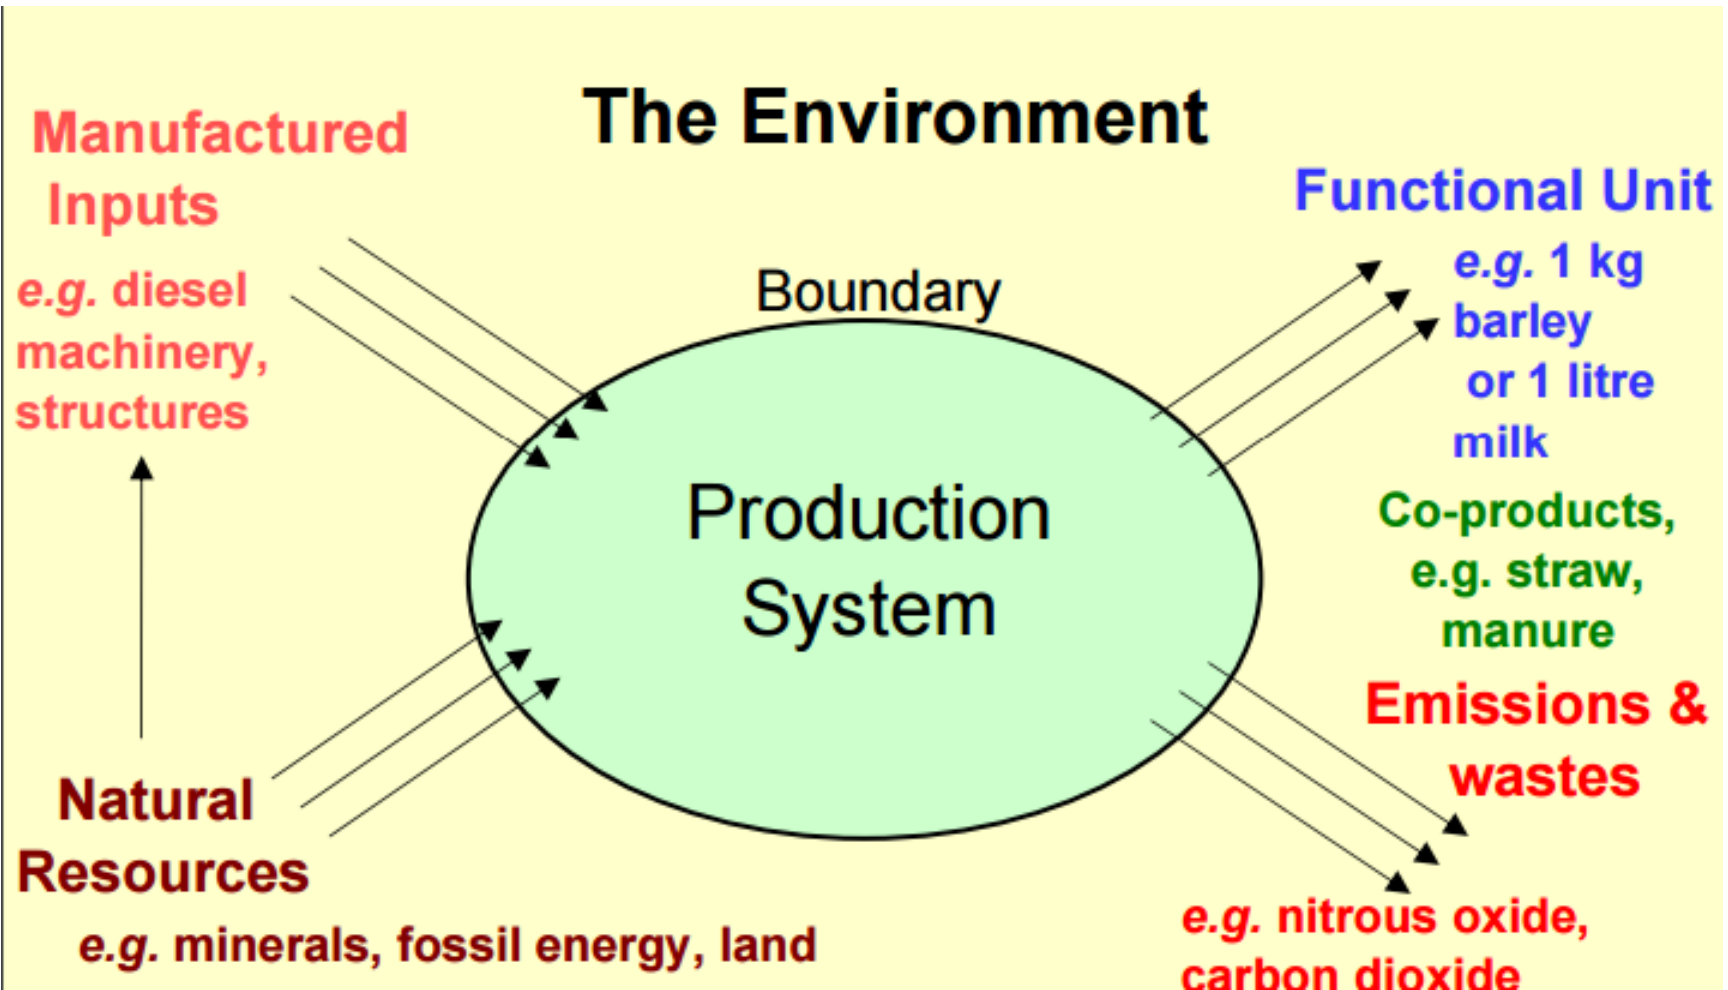 The Environment
Manufactured
Inputs
e.g. diesel
machinery,
structures
Boundary
Production
System
Natural
Resources
e.g. minerals, fossil energy, land
Functional Unit
e.g. 1 kg
barley
or 1 litre
milk
Co-products,
e.g. straw,
manure
Emissions &
wastes
e.g. nitrous oxide,
carbon dioxide